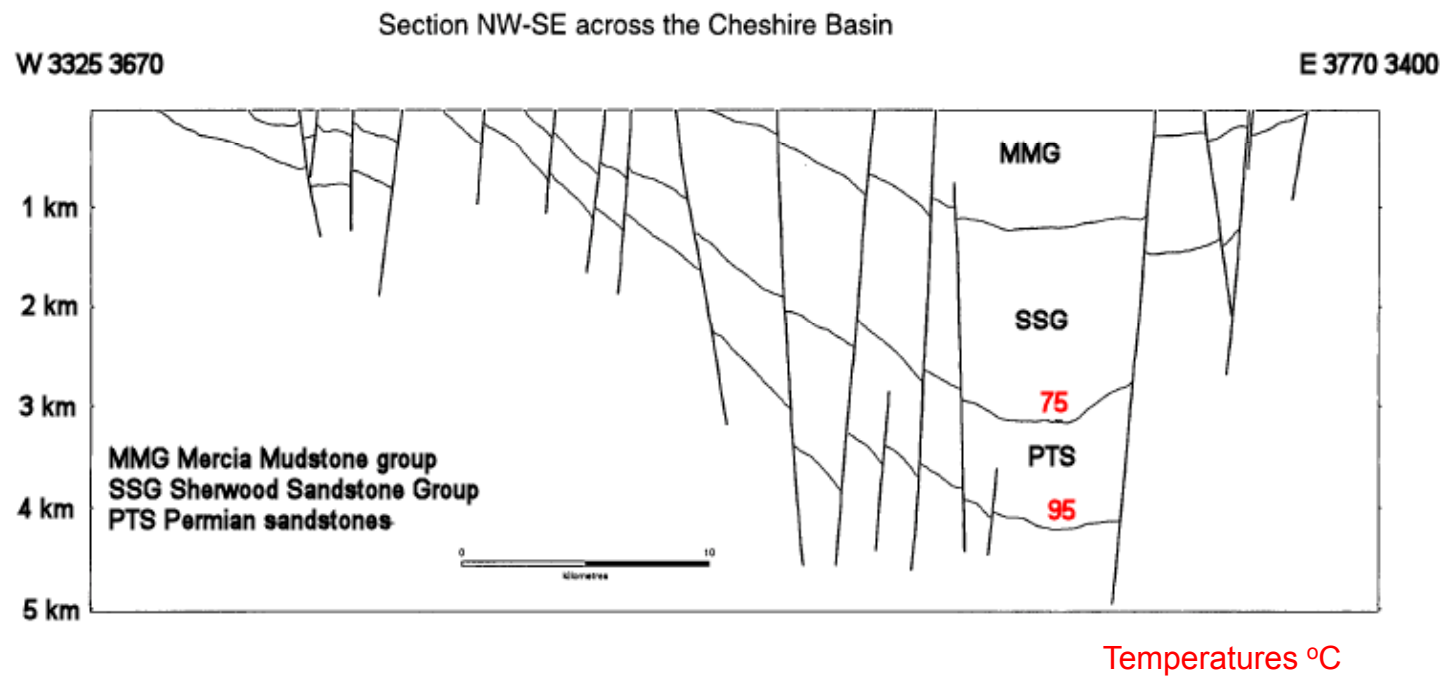 Section NW-SE across the Cheshire Basin
W 3325 3670
E 3770 3400
MMG
1 km
2 km
SSG
3 km
75
PTS
MMG Mercia Mudstone group
SSG Sherwood Sandstone Group
PTS Permian sandstones
4 km
95
0 10
kilometres
5 km
Temperatures °C